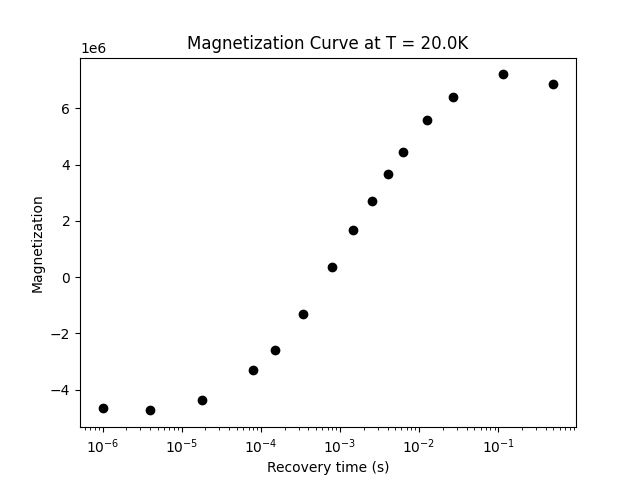 Magnetization Curve at T = 20.0K
1e6
6
4
2
0
−2
−4
Magnetization
10⁻⁶ 10⁻⁵ 10⁻⁴ 10⁻³ 10⁻² 10⁻¹
Recovery time (s)